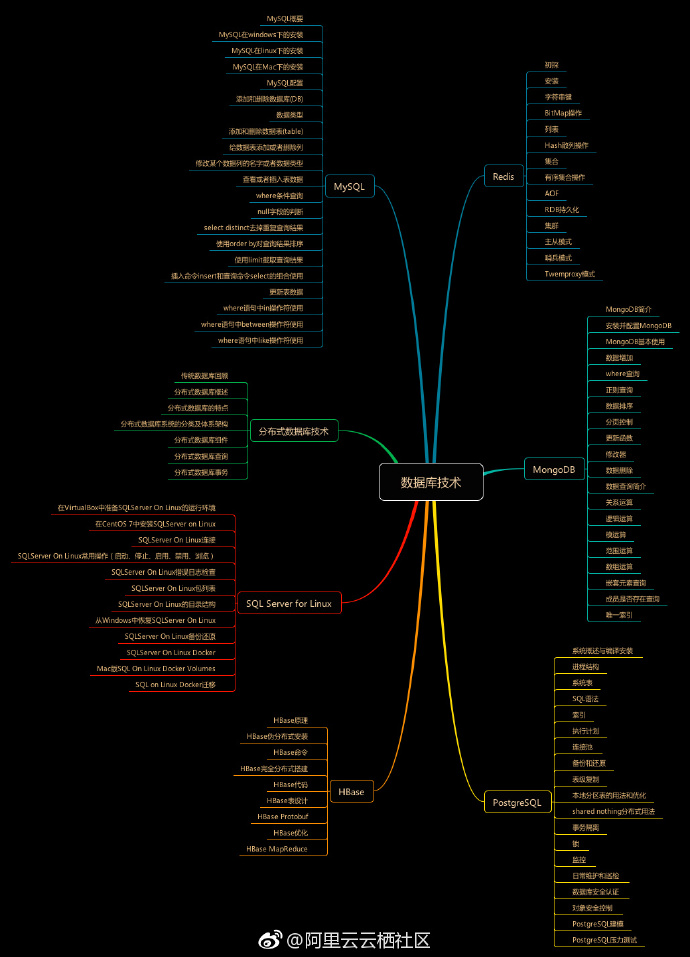 数据库技术
MySQL
MySQL概要
MySQL在windows下的安装
MySQL在linux下的安装
MySQL在Mac下的安装
MySQL配置
添加和删除数据库(DB)
数据类型
添加和删除数据表(table)
给数据表添加或者删除列
修改某个数据列的名字或者数据类型
查看或者插入表数据
where条件查询
null字段的判断
select distinct去掉重复查询结果
使用order by对查询结果排序
使用limit截取查询结果
插入命令insert和查询命令select的组合使用
更新表数据
where语句中in操作符使用
where语句中between操作符使用
where语句中like操作符使用
分布式数据库技术
传统数据库回顾
分布式数据库概述
分布式数据库的特点
分布式数据库系统的分类及体系架构
分布式数据库组件
分布式数据库查询
分布式数据库事务
SQL Server for Linux
在VirtualBox中准备SQLServer On Linux的运行环境
在CentOS 7中安装SQLServer on Linux
SQLServer On Linux连接
SQLServer On Linux常用操作（启动、停止、启用、禁用、浏览）
SQLServer On Linux错误日志检查
SQLServer On Linux包列表
SQLServer On Linux的目录结构
从Windows中恢复SQLServer On Linux
SQLServer On Linux备份还原
SQLServer On Linux Docker
Mac版SQL On Linux Docker Volumes
SQL on Linux Docker迁移
HBase
HBase原理
HBase伪分布式安装
HBase命令
HBase完全分布式搭建
HBase代码
HBase表设计
HBase Protobuf
HBase优化
HBase MapReduce
Redis
初探
安装
字符串键
BitMap操作
列表
Hash散列操作
集合
有序集合操作
AOF
RDB持久化
集群
主从模式
哨兵模式
Twemproxy模式
MongoDB
MongoDB简介
安装并配置MongoDB
MongoDB基本使用
数据增加
where查询
正则查询
数据排序
分页控制
更新函数
修改器
数据删除
数据查询简介
关系运算
逻辑运算
模运算
范围运算
数组运算
嵌套元素查询
成员是否存在查询
唯一索引
PostgreSQL
系统概述与编译安装
进程结构
系统表
SQL语法
索引
执行计划
连接池
备份和还原
表级复制
本地分区表的用法和优化
shared nothing分布式用法
事务隔离
锁
监控
日常维护和巡检
数据库安全认证
对象安全控制
PostgreSQL建模
PostgreSQL压力测试
@阿里云云栖社区